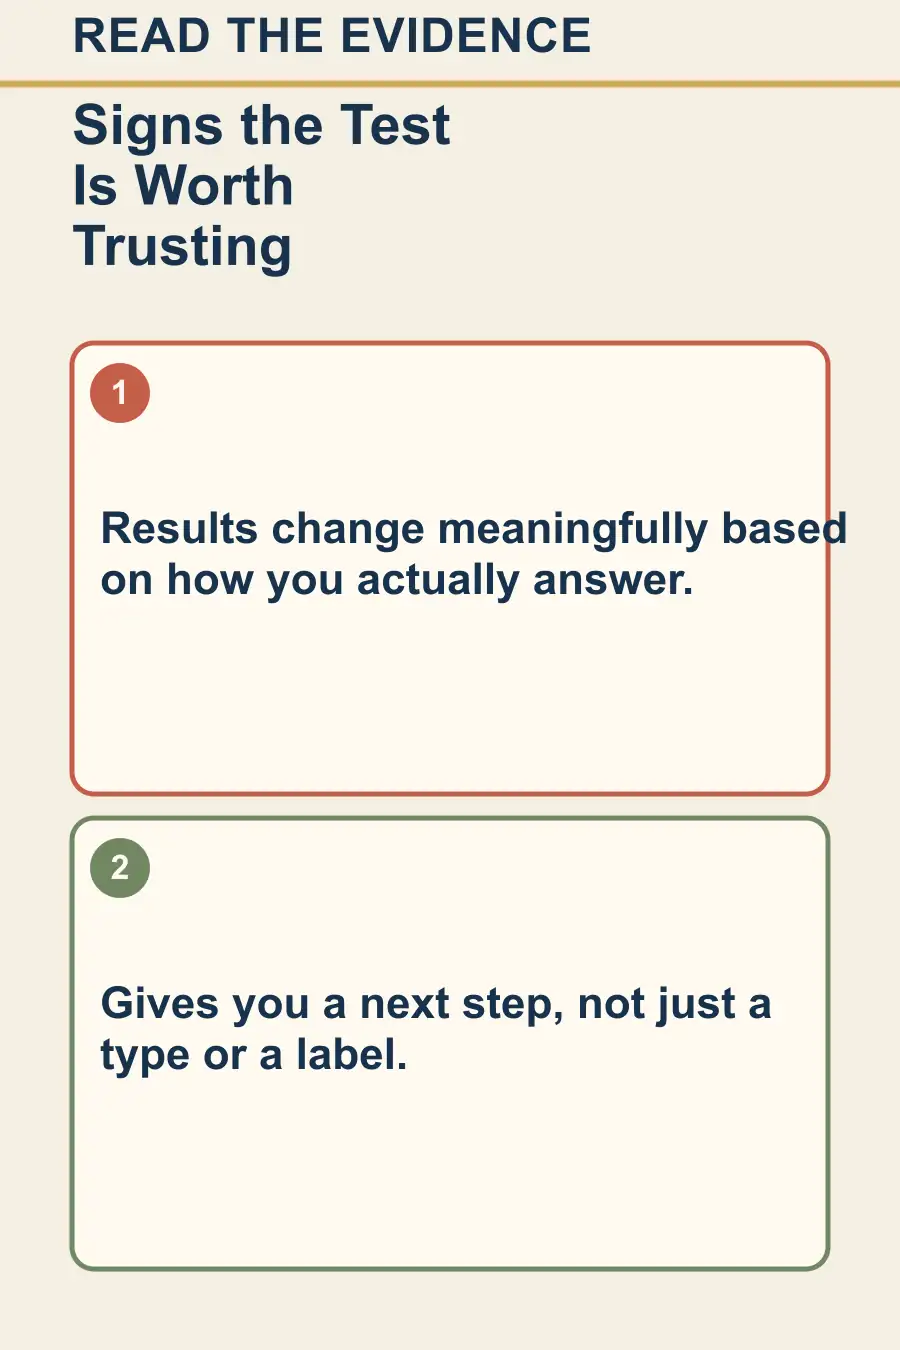 READ THE EVIDENCE
Signs the Test
Is Worth
Trusting
1
Results change meaningfully based
on how you actually answer.
2
Gives you a next step, not just a
type or a label.